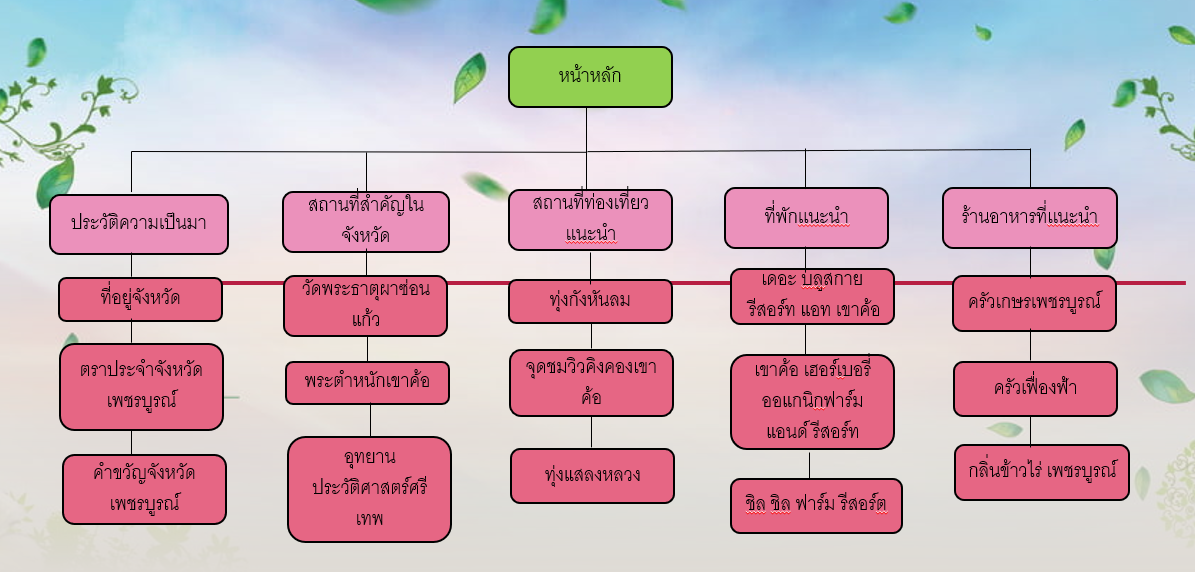 หน้าหลัก
ประวัติความเป็นมา
ที่อยู่จังหวัด
ตราประจำจังหวัด
เพชรบูรณ์
คำขวัญจังหวัด
เพชรบูรณ์
สถานที่สำคัญใน
จังหวัด
วัดพระธาตุผาซ่อน
แก้ว
พระตำหนักเขาค้อ
อุทยาน
ประวัติศาสตร์ศรี
เทพ
สถานที่ท่องเที่ยว
แนะนำ
ทุ่งกังหันลม
จุดชมวิวคิงคองเขา
ค้อ
ทุ่งแสลงหลวง
ที่พักแนะนำ
เดอะ บลูสกาย
รีสอร์ท แอท เขาค้อ
เขาค้อ เฮอร์เบอรี่
ออแกนิกฟาร์ม
แอนด์ รีสอร์ท
ชิล ชิล ฟาร์ม รีสอร์ต
ร้านอาหารที่แนะนำ
ครัวเกษรเพชรบูรณ์
ครัวเฟื่องฟ้า
กลิ่นข้าวไร่ เพชรบูรณ์